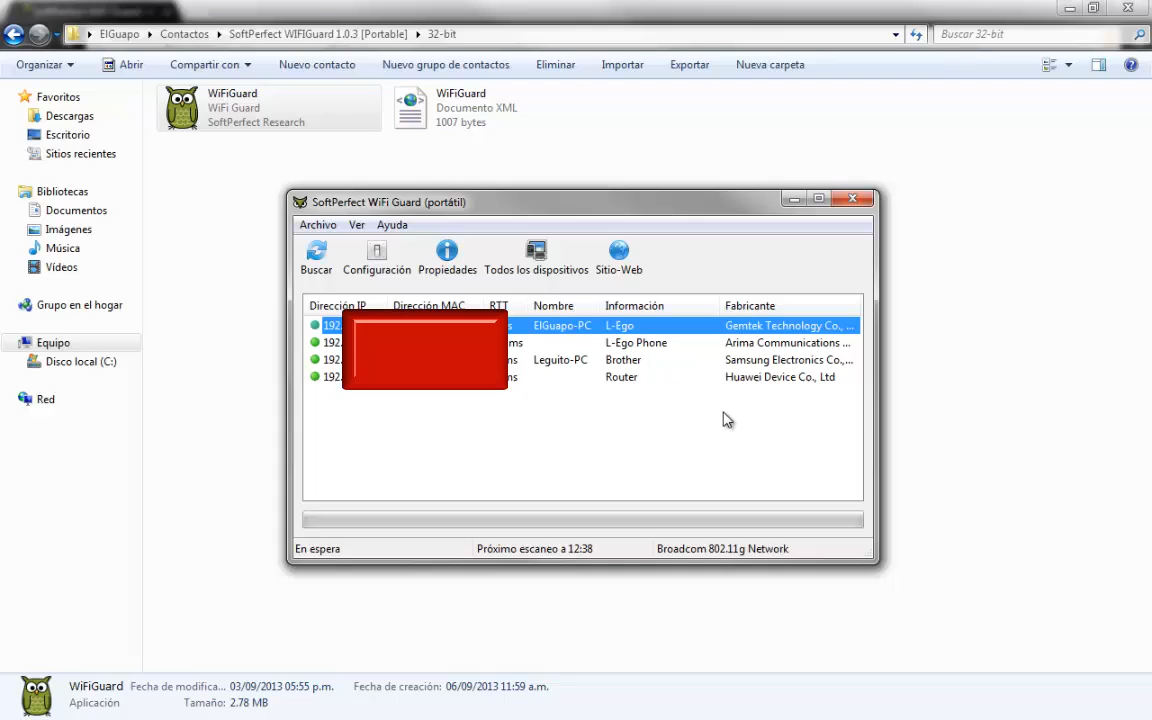 ElGuapo ▸ Contactos ▸ SoftPerfect WIFIGuard 1.0.3 [Portable] ▸ 32-bit
Buscar 32-bit
Organizar Abrir Compartir con Nuevo contacto Nuevo grupo de contactos Eliminar Importar Exportar Nueva carpeta
Favoritos
Descargas
Escritorio
Sitios recientes
Bibliotecas
Documentos
Imágenes
Música
Vídeos
Grupo en el hogar
Equipo
Disco local (C:)
Red
WiFiGuard
WiFi Guard
SoftPerfect Research
WiFiGuard
Documento XML
1007 bytes
SoftPerfect WiFi Guard (portátil)
Archivo Ver Ayuda
Buscar Configuración Propiedades Todos los dispositivos Sitio-Web
Dirección IP Dirección MAC RTT Nombre Información Fabricante
192. s ElGuapo-PC L-Ego Gemtek Technology Co., ...
192. ms L-Ego Phone Arima Communications ...
192. ns Leguito-PC Brother Samsung Electronics Co.,...
192. ms Router Huawei Device Co., Ltd
En espera Próximo escaneo a 12:38 Broadcom 802.11g Network
WiFiGuard Fecha de modifica... 03/09/2013 05:55 p.m. Fecha de creación: 06/09/2013 11:59 a.m.
Aplicación Tamaño: 2.78 MB